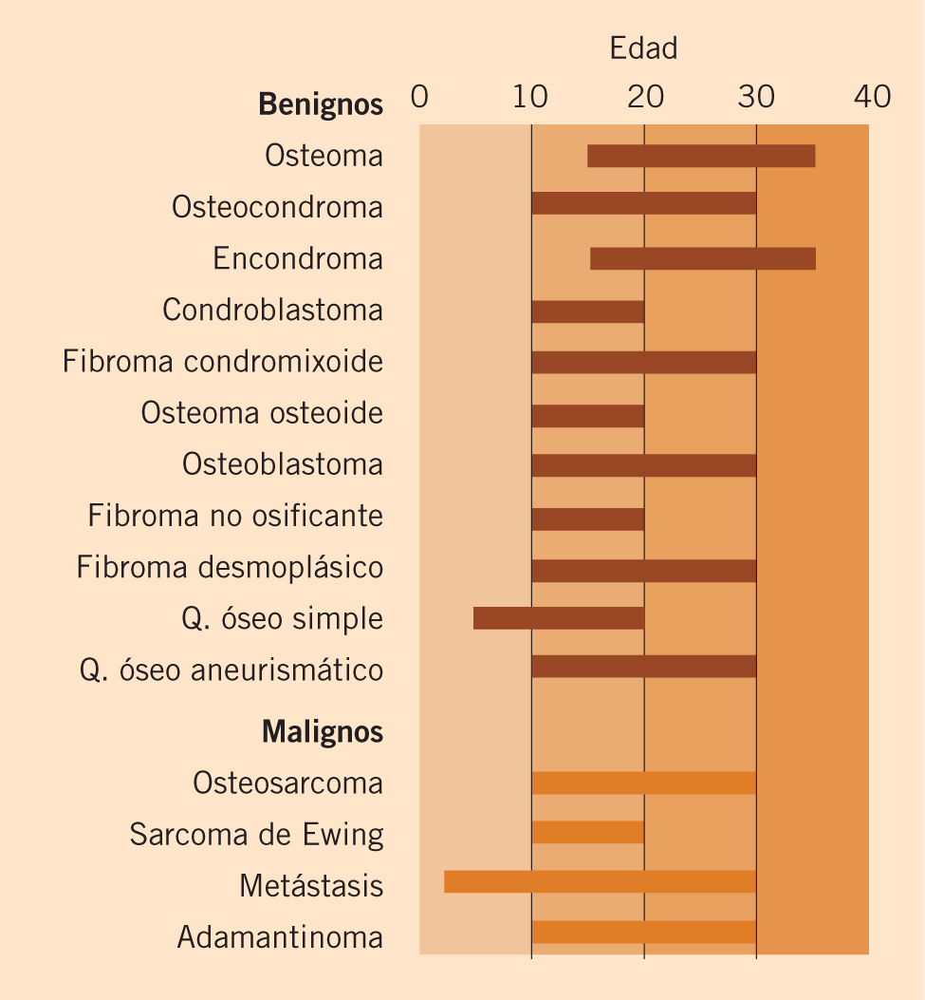 Edad
Benignos 0 10 20 30 40
Osteoma
Osteocondroma
Encondroma
Condroblastoma
Fibroma condromixoide
Osteoma osteoide
Osteoblastoma
Fibroma no osificante
Fibroma desmoplásico
Q. óseo simple
Q. óseo aneurismático
Malignos
Osteosarcoma
Sarcoma de Ewing
Metástasis
Adamantinoma